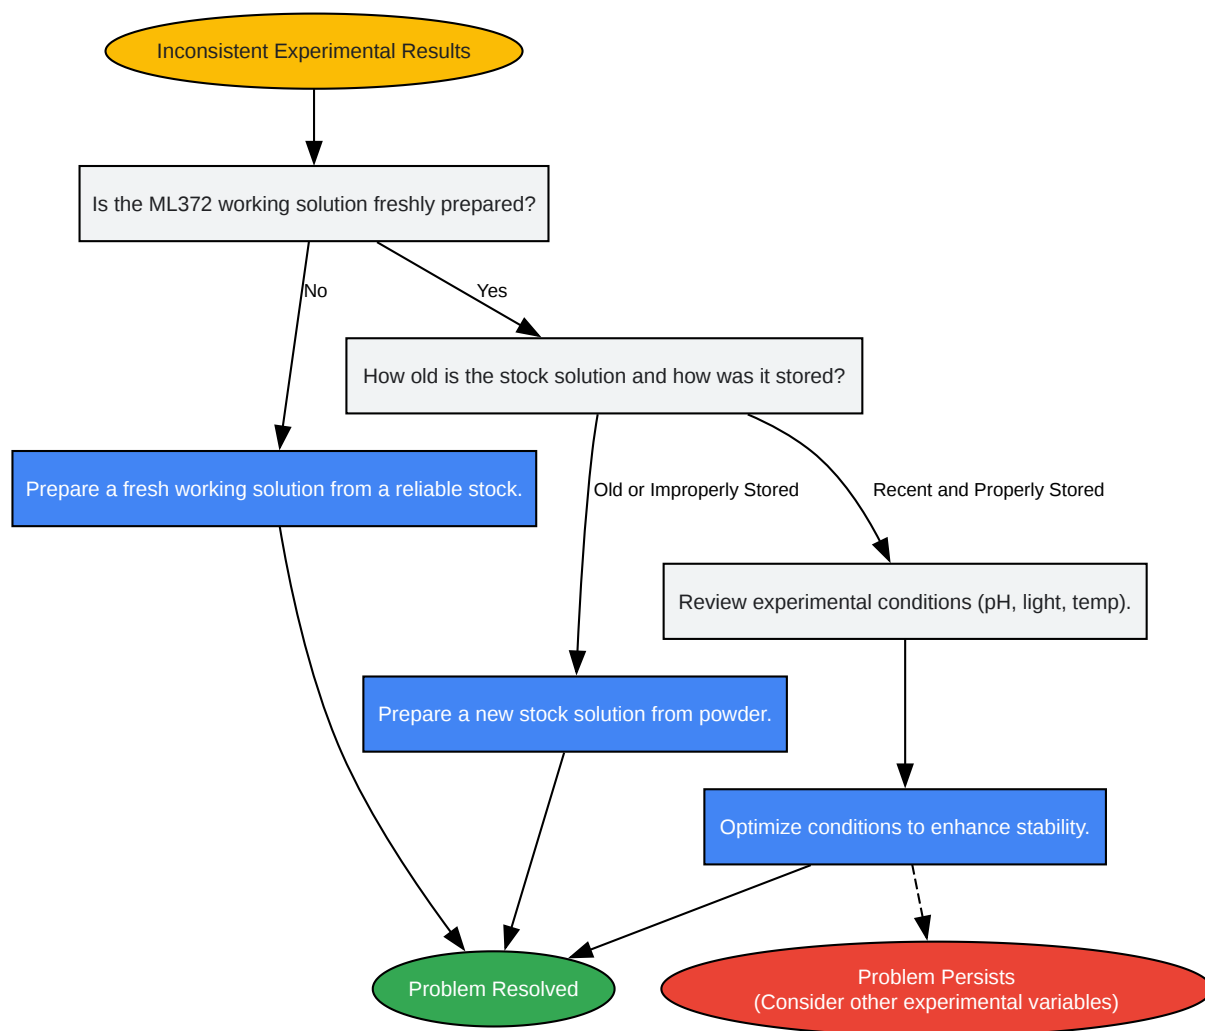 Inconsistent Experimental Results
Is the ML372 working solution freshly prepared?
No
Yes
How old is the stock solution and how was it stored?
Prepare a fresh working solution from a reliable stock.
Old or Improperly Stored
Recent and Properly Stored
Review experimental conditions (pH, light, temp).
Prepare a new stock solution from powder.
Optimize conditions to enhance stability.
Problem Resolved
Problem Persists
(Consider other experimental variables)